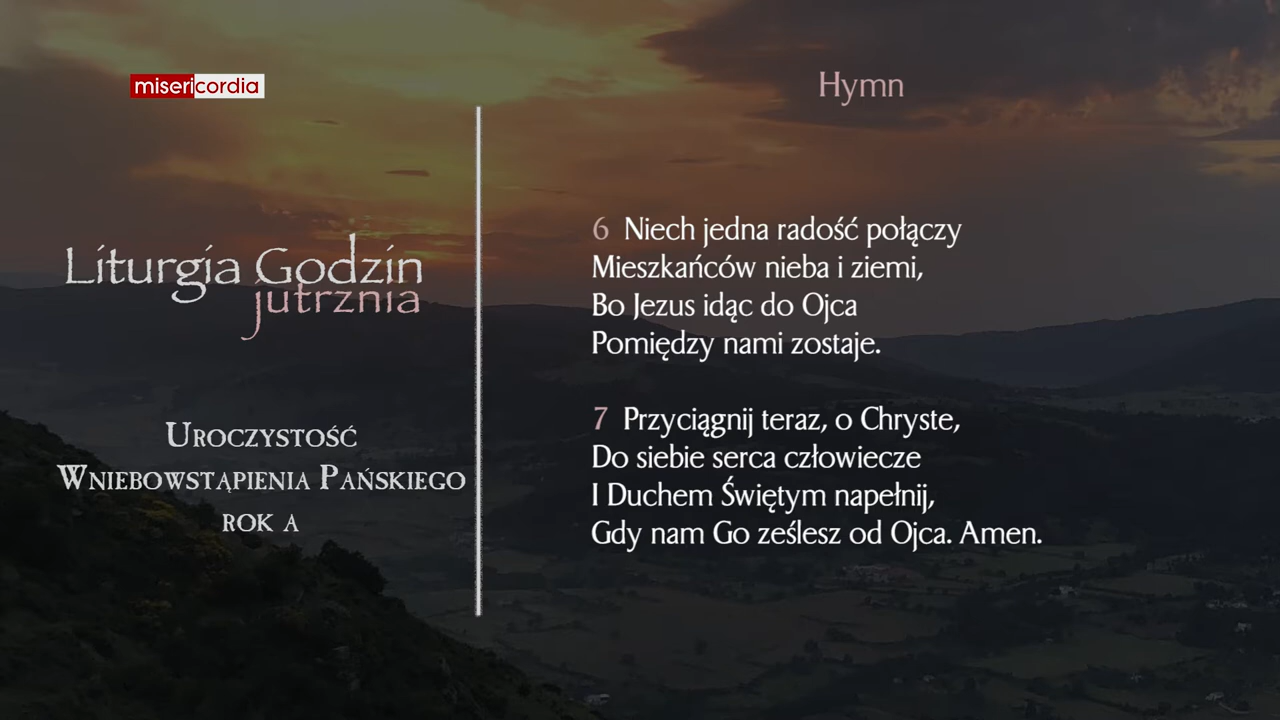 misericordia
Liturgia Godzin
jutrznia
Uroczystość
Wniebowstąpienia Pańskiego
rok a
Hymn
6 Niech jedna radość połączy
Mieszkańców nieba i ziemi,
Bo Jezus idąc do Ojca
Pomiędzy nami zostaje.
7 Przyciągnij teraz, o Chryste,
Do siebie serca człowiecze
I Duchem Świętym napełnij,
Gdy nam Go ześlesz od Ojca. Amen.